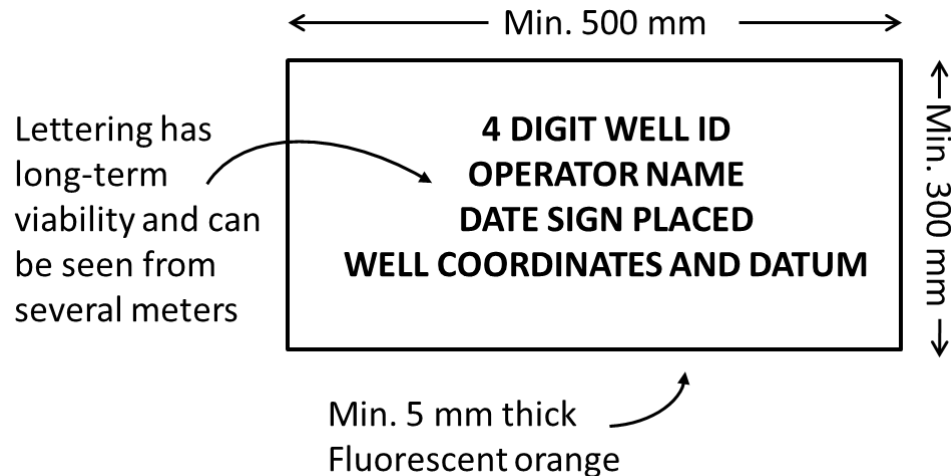 Min. 500 mm
Lettering has
long-term
viability and can
be seen from
several meters
4 DIGIT WELL ID
OPERATOR NAME
DATE SIGN PLACED
WELL COORDINATES AND DATUM
Min. 300 mm
Min. 5 mm thick
Fluorescent orange